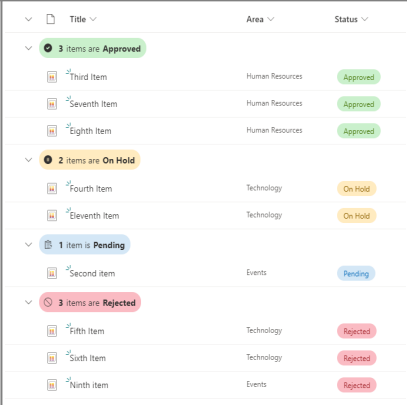 Title Area Status
3 items are Approved
Third Item Human Resources Approved
Seventh Item Human Resources Approved
Eighth Item Human Resources Approved
2 items are On Hold
Fourth Item Technology On Hold
Eleventh Item Technology On Hold
1 item is Pending
Second item Events Pending
3 items are Rejected
Fifth Item Technology Rejected
Sixth Item Technology Rejected
Ninth item Events Rejected